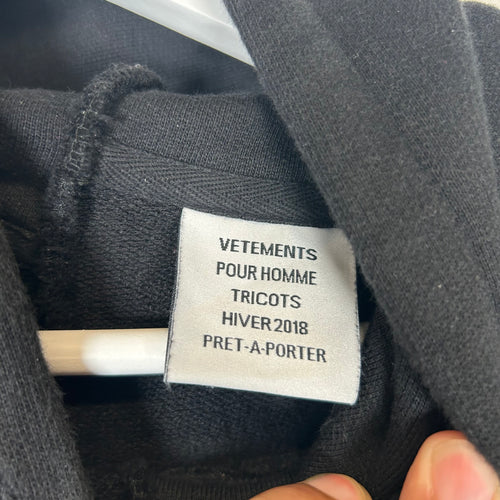 VETEMENTS
POUR HOMME
TRICOTS
HIVER 2018
PRET-A-PORTER